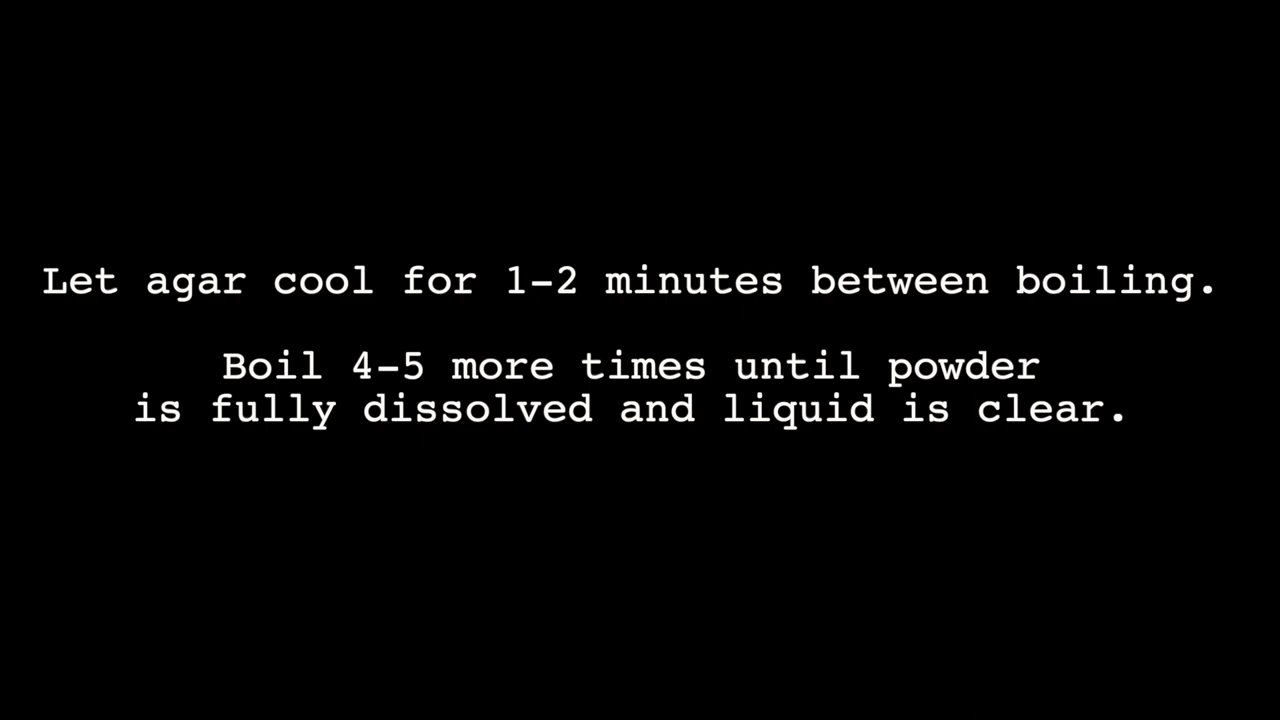 Let agar cool for 1-2 minutes between boiling.
Boil 4-5 more times until powder
is fully dissolved and liquid is clear.